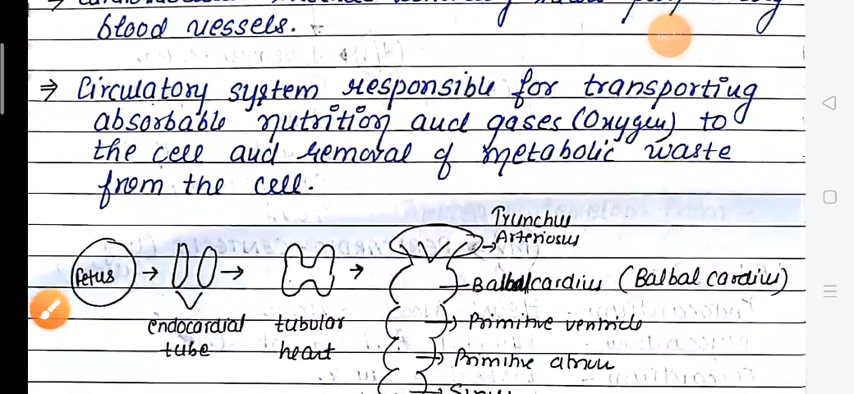 blood vessels.
⇒ Circulatory system responsible for transporting
absorbable nutrition and gases (Oxygen) to
the cell and removal of metabolic waste
from the cell.
Trunchus
Arteriosus
fetus
Balbalcardius (Balbal cardius)
endocardial
tube
tubular
heart
Primitive ventricle
Primitive atrium